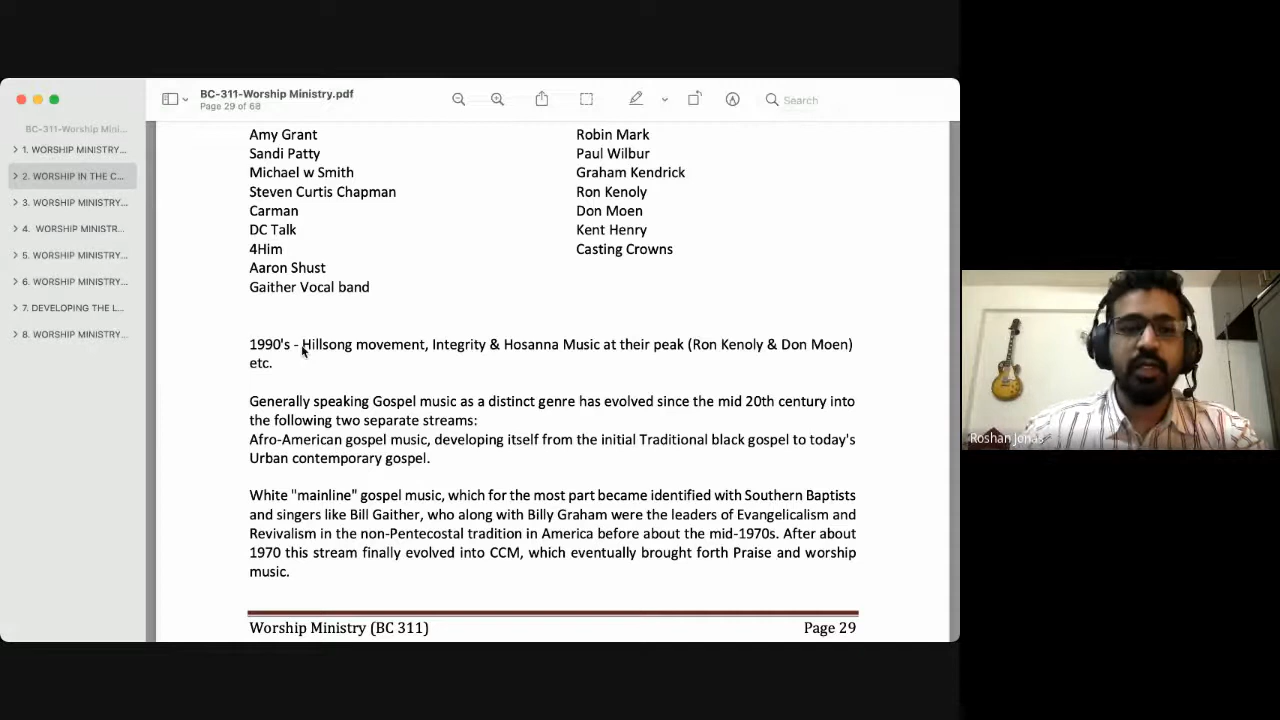 BC-311-Worship Ministry.pdf
Page 29 of 68
Search
BC-311-Worship Mini...
1. WORSHIP MINISTRY...
2. WORSHIP IN THE C...
3. WORSHIP MINISTRY...
4. WORSHIP MINISTR...
5. WORSHIP MINISTRY...
6. WORSHIP MINISTRY...
7. DEVELOPING THE L...
8. WORSHIP MINISTRY...
Amy Grant
Sandi Patty
Michael w Smith
Steven Curtis Chapman
Carman
DC Talk
4Him
Aaron Shust
Gaither Vocal band
Robin Mark
Paul Wilbur
Graham Kendrick
Ron Kenoly
Don Moen
Kent Henry
Casting Crowns
1990's - Hillsong movement, Integrity & Hosanna Music at their peak (Ron Kenoly & Don Moen)
etc.
Generally speaking Gospel music as a distinct genre has evolved since the mid 20th century into
the following two separate streams:
Afro-American gospel music, developing itself from the initial Traditional black gospel to today's
Urban contemporary gospel.
White "mainline" gospel music, which for the most part became identified with Southern Baptists
and singers like Bill Gaither, who along with Billy Graham were the leaders of Evangelicalism and
Revivalism in the non-Pentecostal tradition in America before about the mid-1970s. After about
1970 this stream finally evolved into CCM, which eventually brought forth Praise and worship
music.
Worship Ministry (BC 311)
Page 29
Roshan Jonas